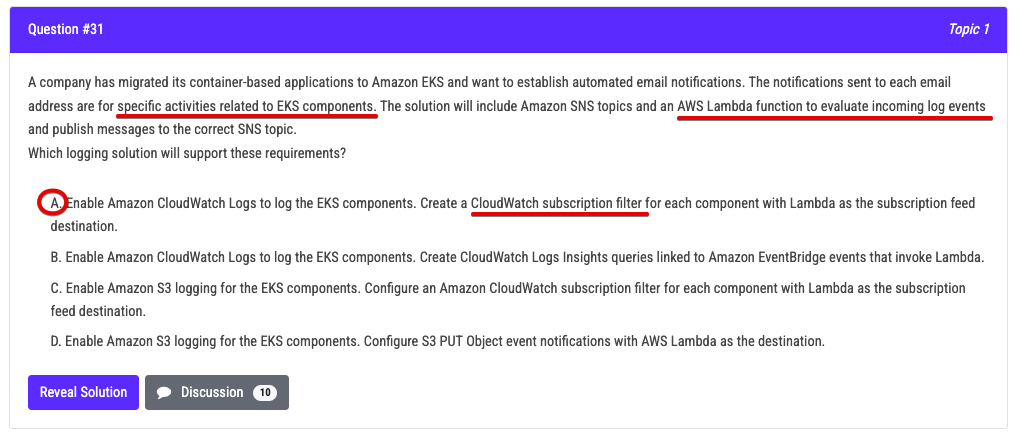 Question #31
Topic 1
A company has migrated its container-based applications to Amazon EKS and want to establish automated email notifications. The notifications sent to each email
address are for specific activities related to EKS components. The solution will include Amazon SNS topics and an AWS Lambda function to evaluate incoming log events
and publish messages to the correct SNS topic.
Which logging solution will support these requirements?
A. Enable Amazon CloudWatch Logs to log the EKS components. Create a CloudWatch subscription filter for each component with Lambda as the subscription feed
destination.
B. Enable Amazon CloudWatch Logs to log the EKS components. Create CloudWatch Logs Insights queries linked to Amazon EventBridge events that invoke Lambda.
C. Enable Amazon S3 logging for the EKS components. Configure an Amazon CloudWatch subscription filter for each component with Lambda as the subscription
feed destination.
D. Enable Amazon S3 logging for the EKS components. Configure S3 PUT Object event notifications with AWS Lambda as the destination.
Reveal Solution
Discussion 10